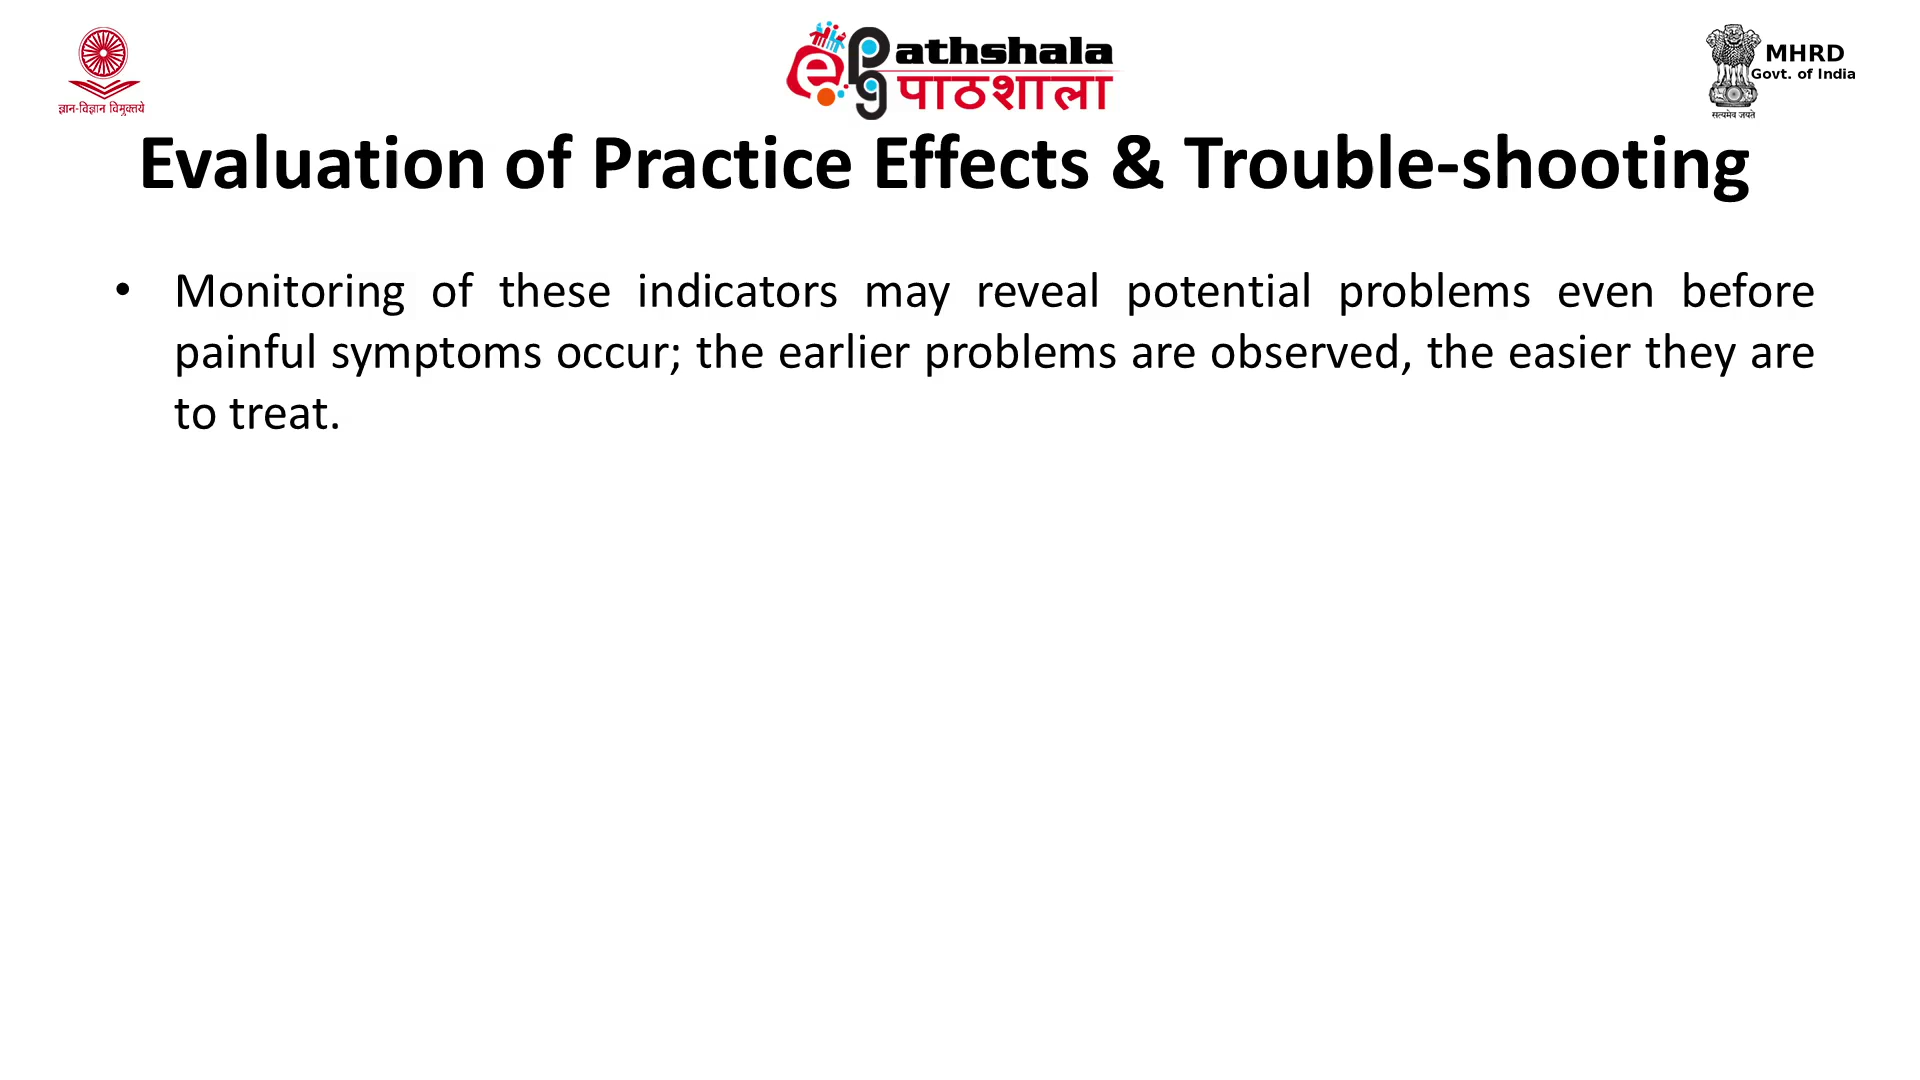 ज्ञान-विज्ञान विमुक्तये
ePG Pathshala
पाठशाला
MHRD
Govt. of India
सत्यमेव जयते
Evaluation of Practice Effects & Trouble-shooting
• Monitoring of these indicators may reveal potential problems even before
painful symptoms occur; the earlier problems are observed, the easier they are
to treat.